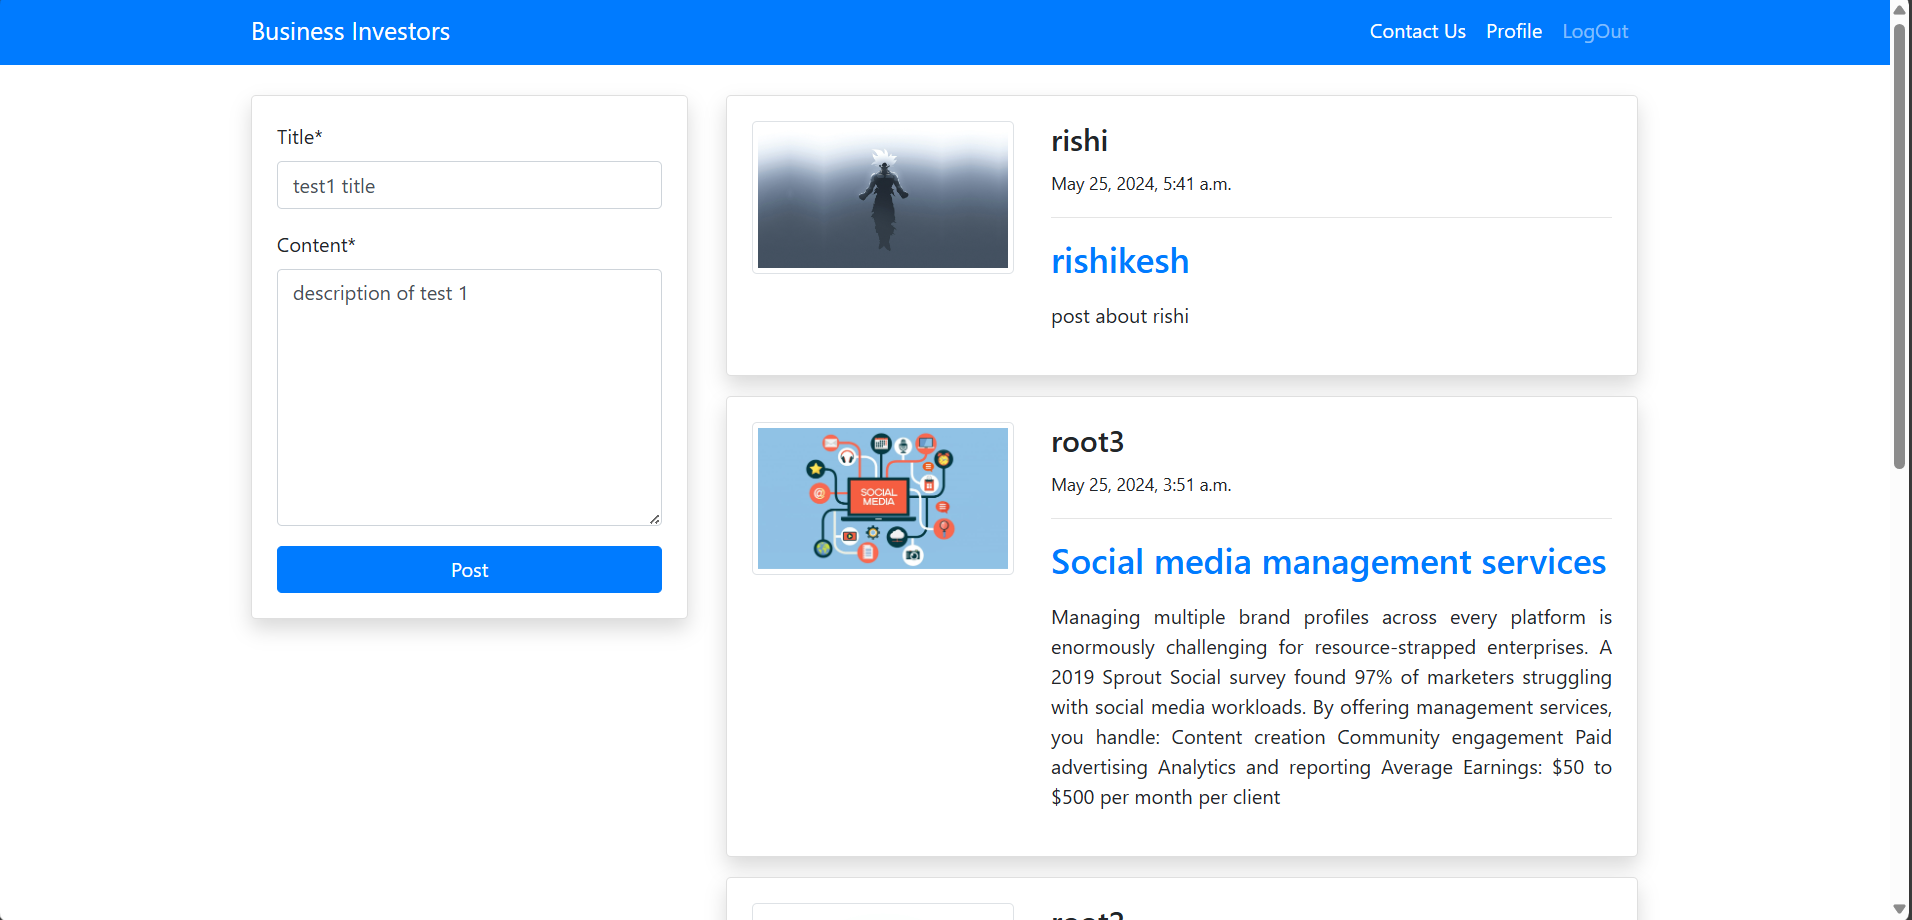 Business Investors
Contact Us Profile LogOut
Title*
test1 title
Content*
description of test 1
Post
rishi
May 25, 2024, 5:41 a.m.
rishikesh
post about rishi
SOCIAL
MEDIA
root3
May 25, 2024, 3:51 a.m.
Social media management services
Managing multiple brand profiles across every platform is
enormously challenging for resource-strapped enterprises. A
2019 Sprout Social survey found 97% of marketers struggling
with social media workloads. By offering management services,
you handle: Content creation Community engagement Paid
advertising Analytics and reporting Average Earnings: $50 to
$500 per month per client